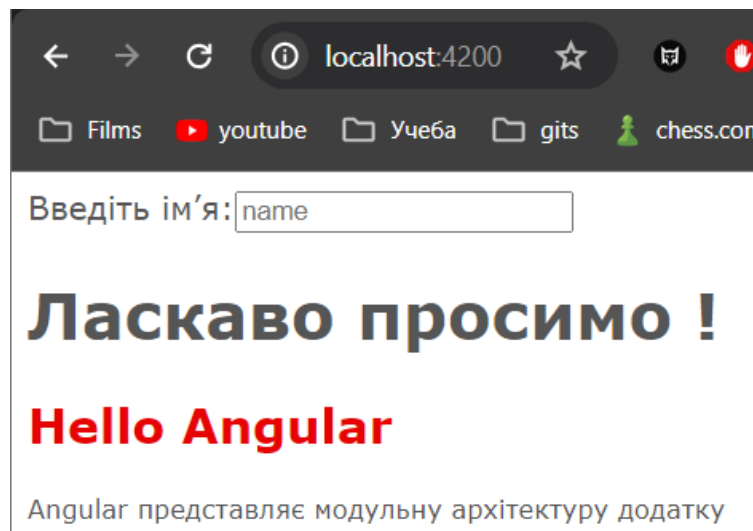 localhost:4200
Films youtube Учеба gits chess.com
Введіть ім’я: name
Ласкаво просимо !
Hello Angular
Angular представляє модульну архітектуру додатку